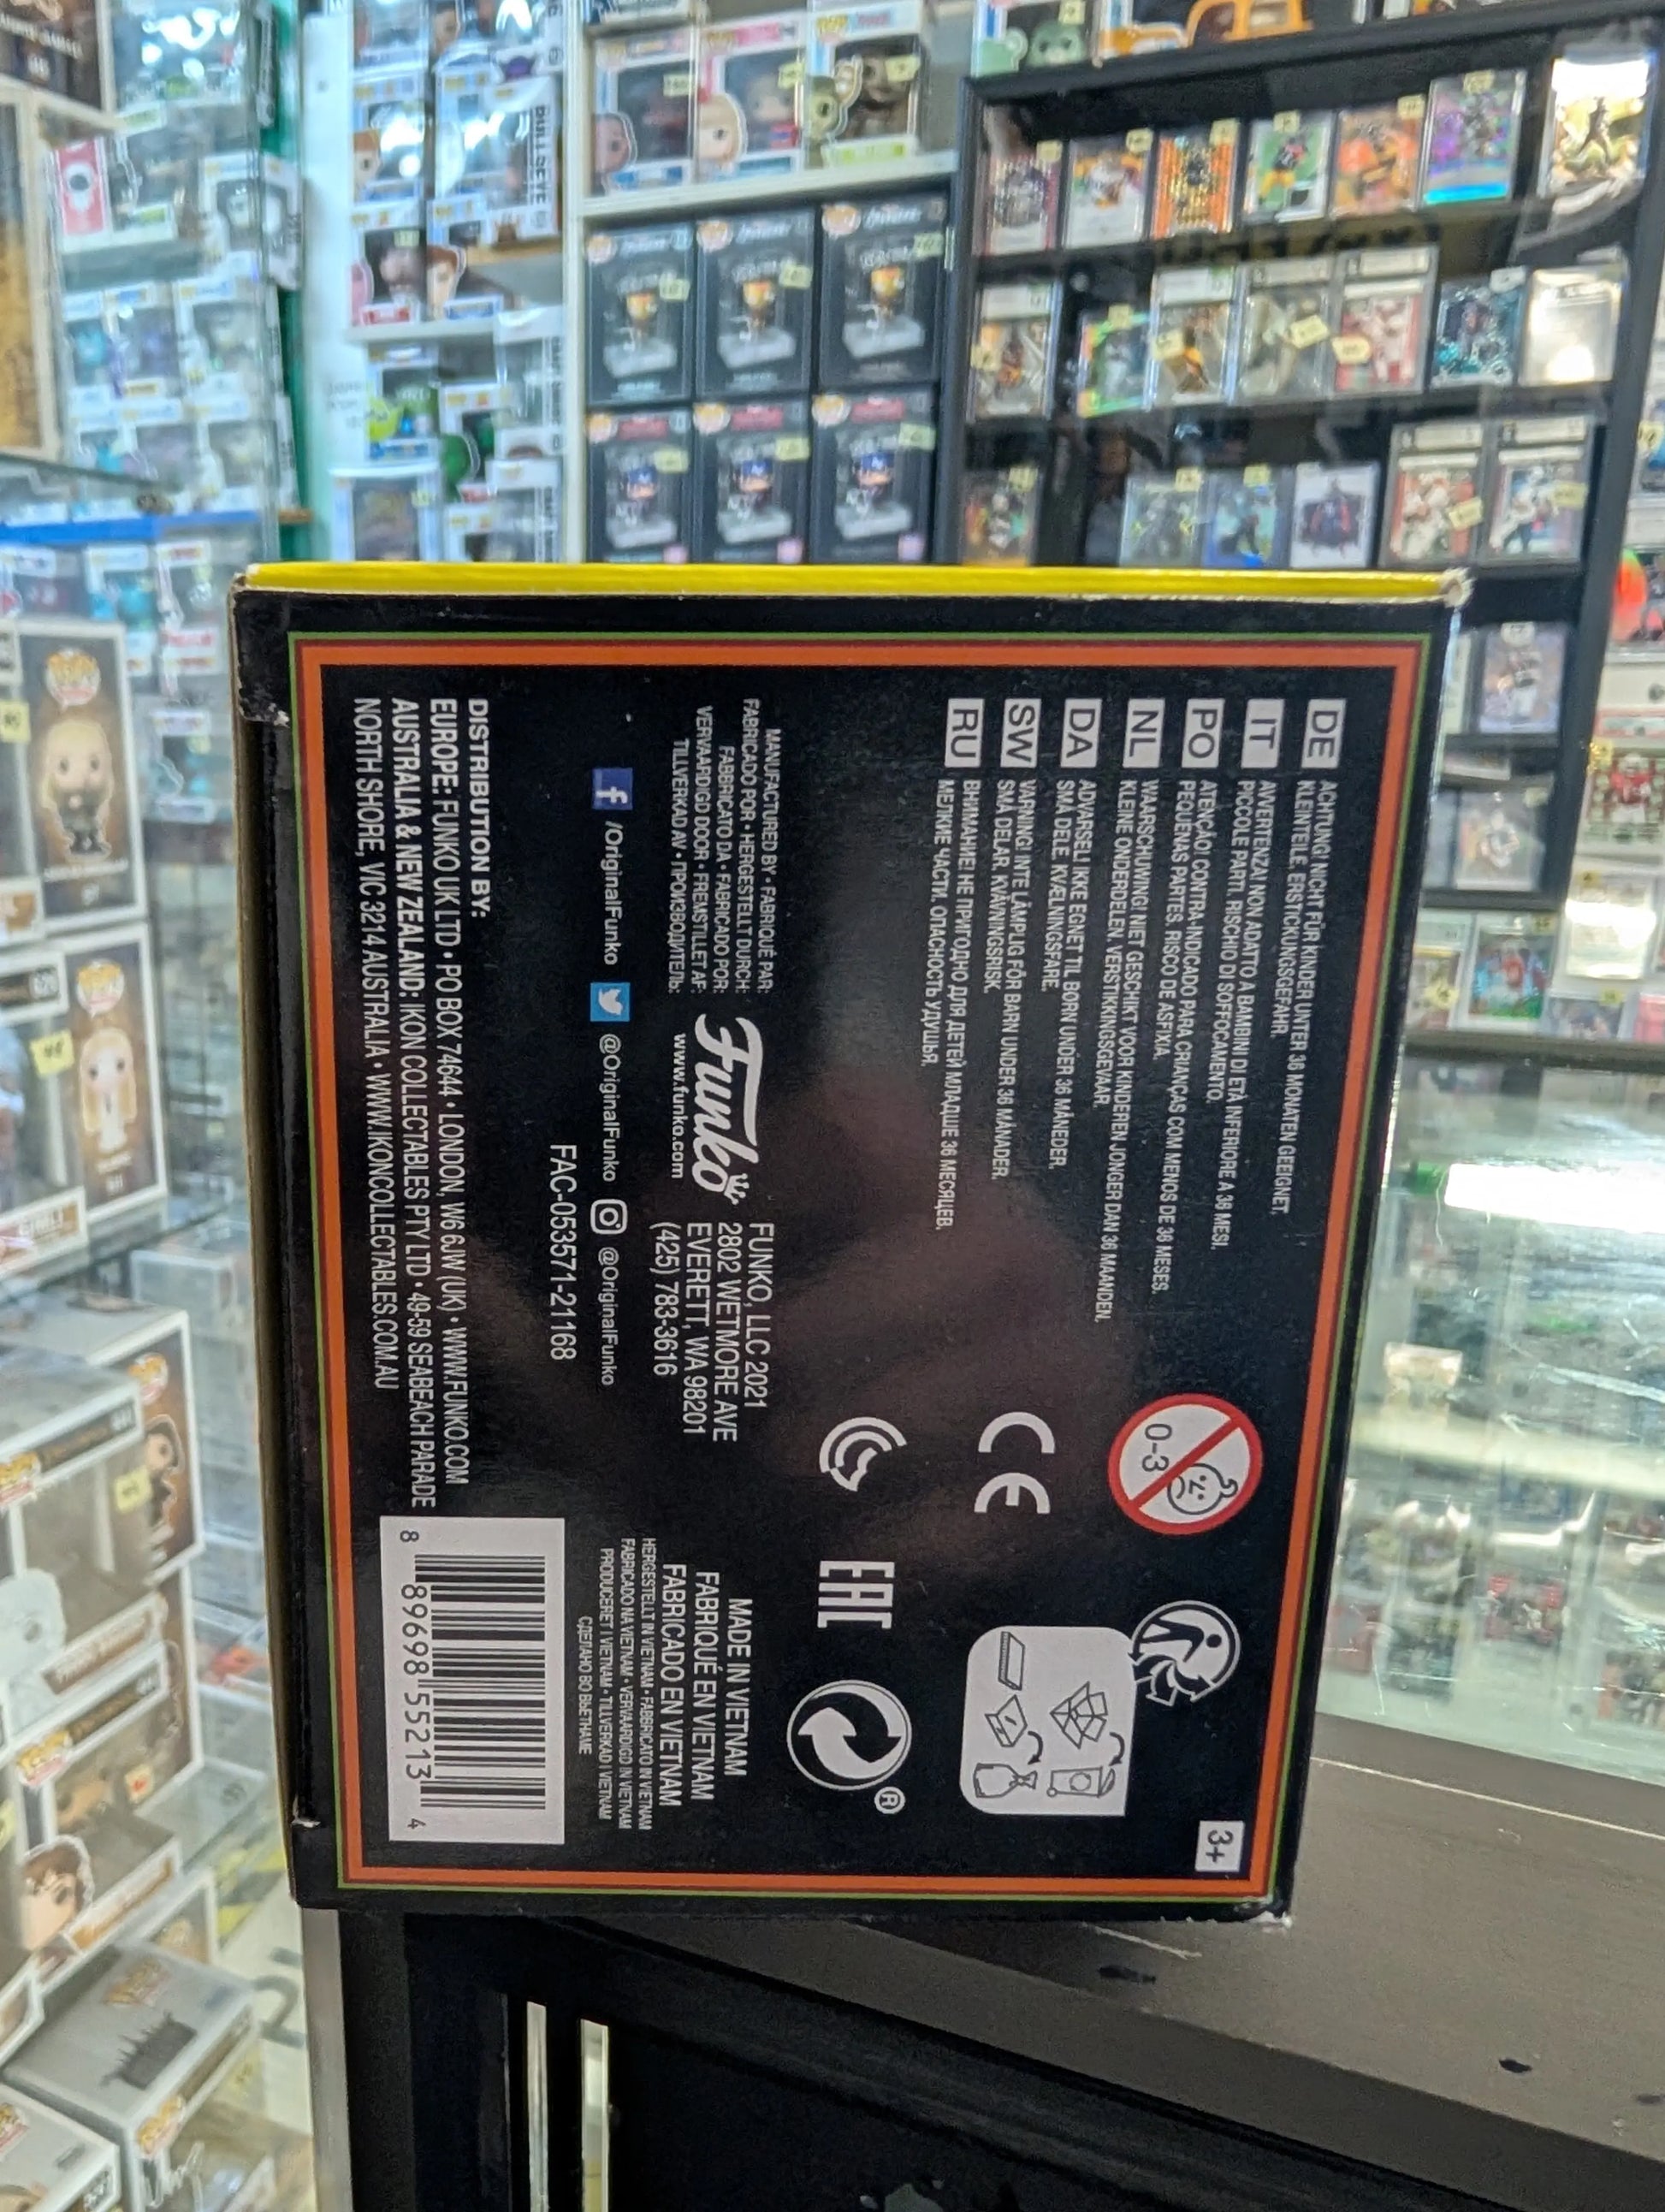 DE ACHTUNG! NICHT FÜR KINDER UNTER 36 MONATEN GEEIGNET.
KLEINTEILE. ERSTICKUNGSGEFAHR.
IT AVVERTENZA! NON ADATTO A BAMBINI DI ETÀ INFERIORE A 36 MESI.
PICCOLE PARTI. RISCHIO DI SOFFOCAMENTO.
PO ATENÇÃO! CONTRA-INDICADO PARA CRIANÇAS COM MENOS DE 36 MESES.
PEQUENAS PARTES. RISCO DE ASFIXIA.
NL WAARSCHUWING! NIET GESCHIKT VOOR KINDEREN JONGER DAN 36 MAANDEN.
KLEINE ONDERDELEN. VERSTIKKINGSGEVAAR.
DA ADVARSEL! IKKE EGNET TIL BØRN UNDER 36 MÅNEDER.
SMÅ DELE. KVÆLNINGSFARE.
SW VARNING! INTE LÄMPLIG FÖR BARN UNDER 36 MÅNADER.
SMÅ DELAR. KVÄVNINGSRISK.
RU ВНИМАНИЕ! НЕ ПРИГОДНО ДЛЯ ДЕТЕЙ МЛАДШЕ 36 МЕСЯЦЕВ.
МЕЛКИЕ ЧАСТИ. ОПАСНОСТЬ УДУШЬЯ.
0-3
3+
CE
EAC
®
MANUFACTURED BY • FABRIQUÉ PAR:
FABRICADO POR • HERGESTELLT DURCH:
FABRICATO DA • FABRICADO POR:
VERVAARDIGD DOOR • FREMSTILLET AF:
TILLVERKAD AV • ПРОИЗВОДИТЕЛЬ:
Funko
www.funko.com
FUNKO, LLC 2021
2802 WETMORE AVE
EVERETT, WA 98201
(425) 783-3616
MADE IN VIETNAM
FABRIQUÉ EN VIETNAM
FABRICADO EN VIETNAM
HERGESTELLT IN VIETNAM • FABBRICATO IN VIETNAM
FABRICADO NA VIETNAM • VERVAARDIGD IN VIETNAM
PRODUCERET I VIETNAM • TILLVERKAD I VIETNAM
СДЕЛАНО ВО ВЬЕТНАМЕ
f /OriginalFunko @OriginalFunko @OriginalFunko
FAC-053571-21168
DISTRIBUTION BY:
EUROPE: FUNKO UK LTD • PO BOX 74644 • LONDON, W6 6JW (UK) • WWW.FUNKO.COM
AUSTRALIA & NEW ZEALAND: IKON COLLECTABLES PTY LTD • 49-59 SEABEACH PARADE
NORTH SHORE, VIC 3214 AUSTRALIA • WWW.IKONCOLLECTABLES.COM.AU
8 89698 55213 4
BULLSEYE